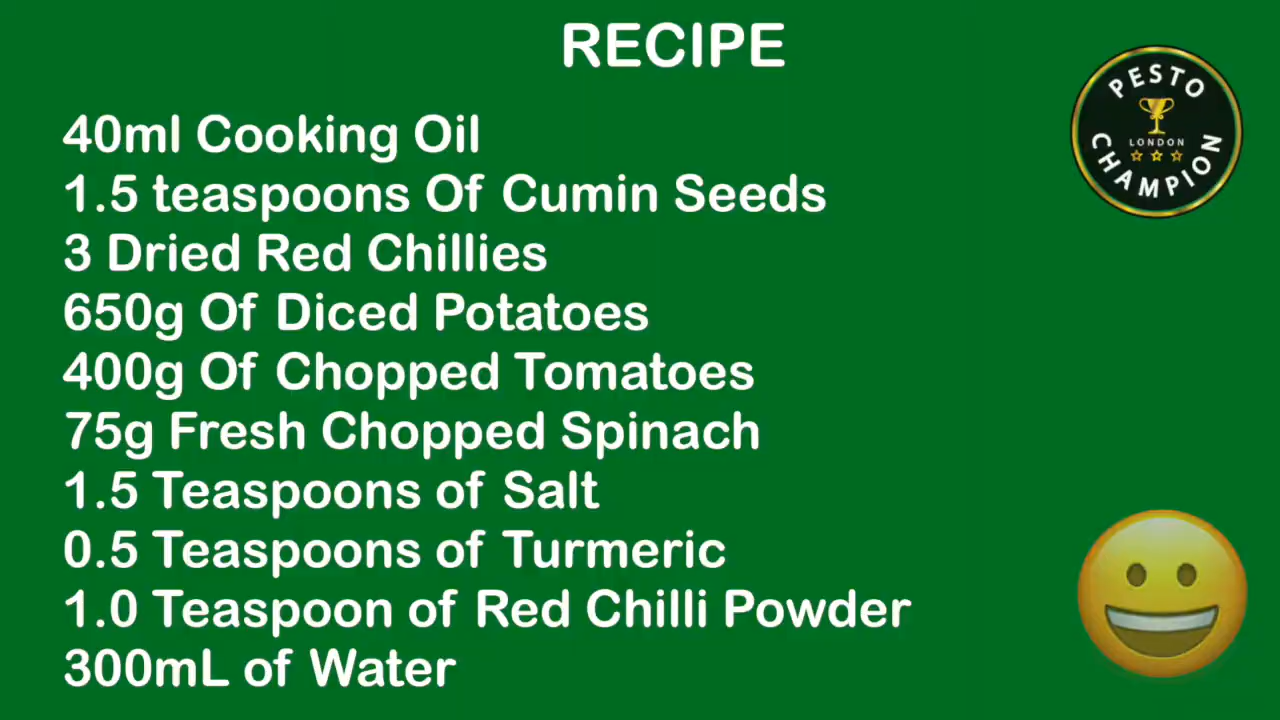 RECIPE
PESTO
LONDON
CHAMPION
40ml Cooking Oil
1.5 teaspoons Of Cumin Seeds
3 Dried Red Chillies
650g Of Diced Potatoes
400g Of Chopped Tomatoes
75g Fresh Chopped Spinach
1.5 Teaspoons of Salt
0.5 Teaspoons of Turmeric
1.0 Teaspoon of Red Chilli Powder
300mL of Water